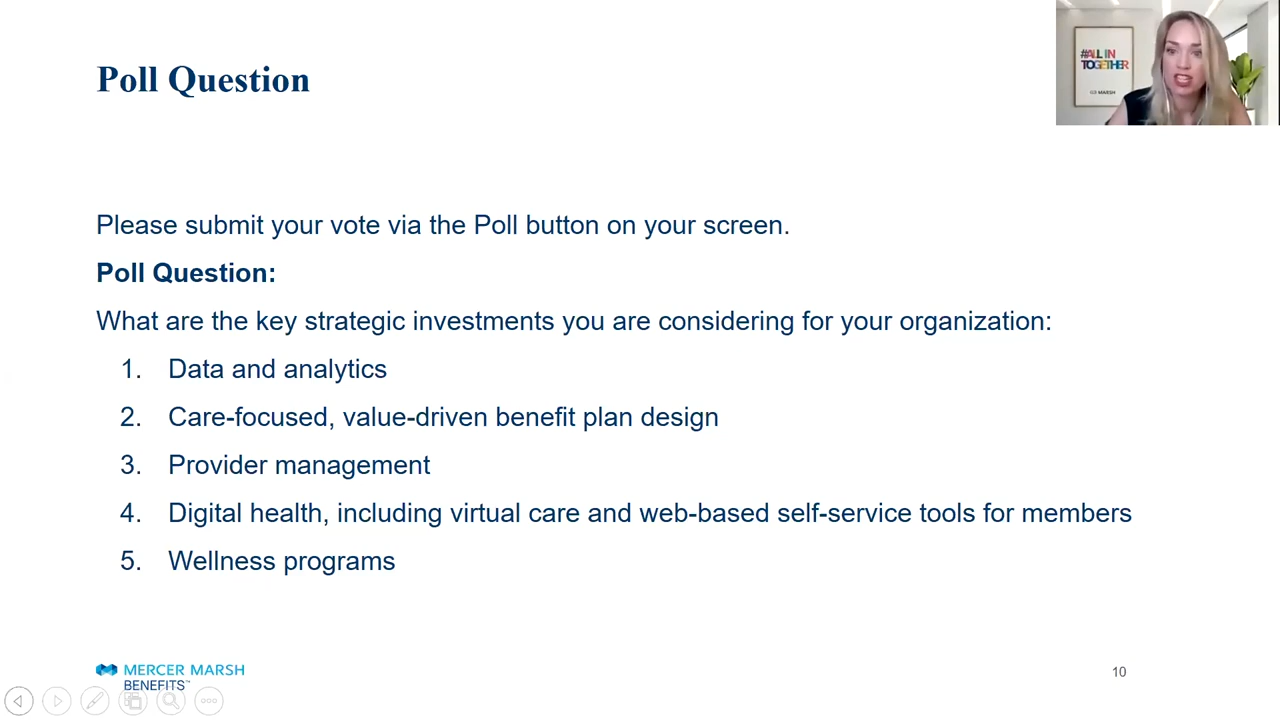 Poll Question
#ALL IN
TOGETHER
MARSH
Please submit your vote via the Poll button on your screen.
Poll Question:
What are the key strategic investments you are considering for your organization:
1. Data and analytics
2. Care-focused, value-driven benefit plan design
3. Provider management
4. Digital health, including virtual care and web-based self-service tools for members
5. Wellness programs
MERCER MARSH
BENEFITS™
10